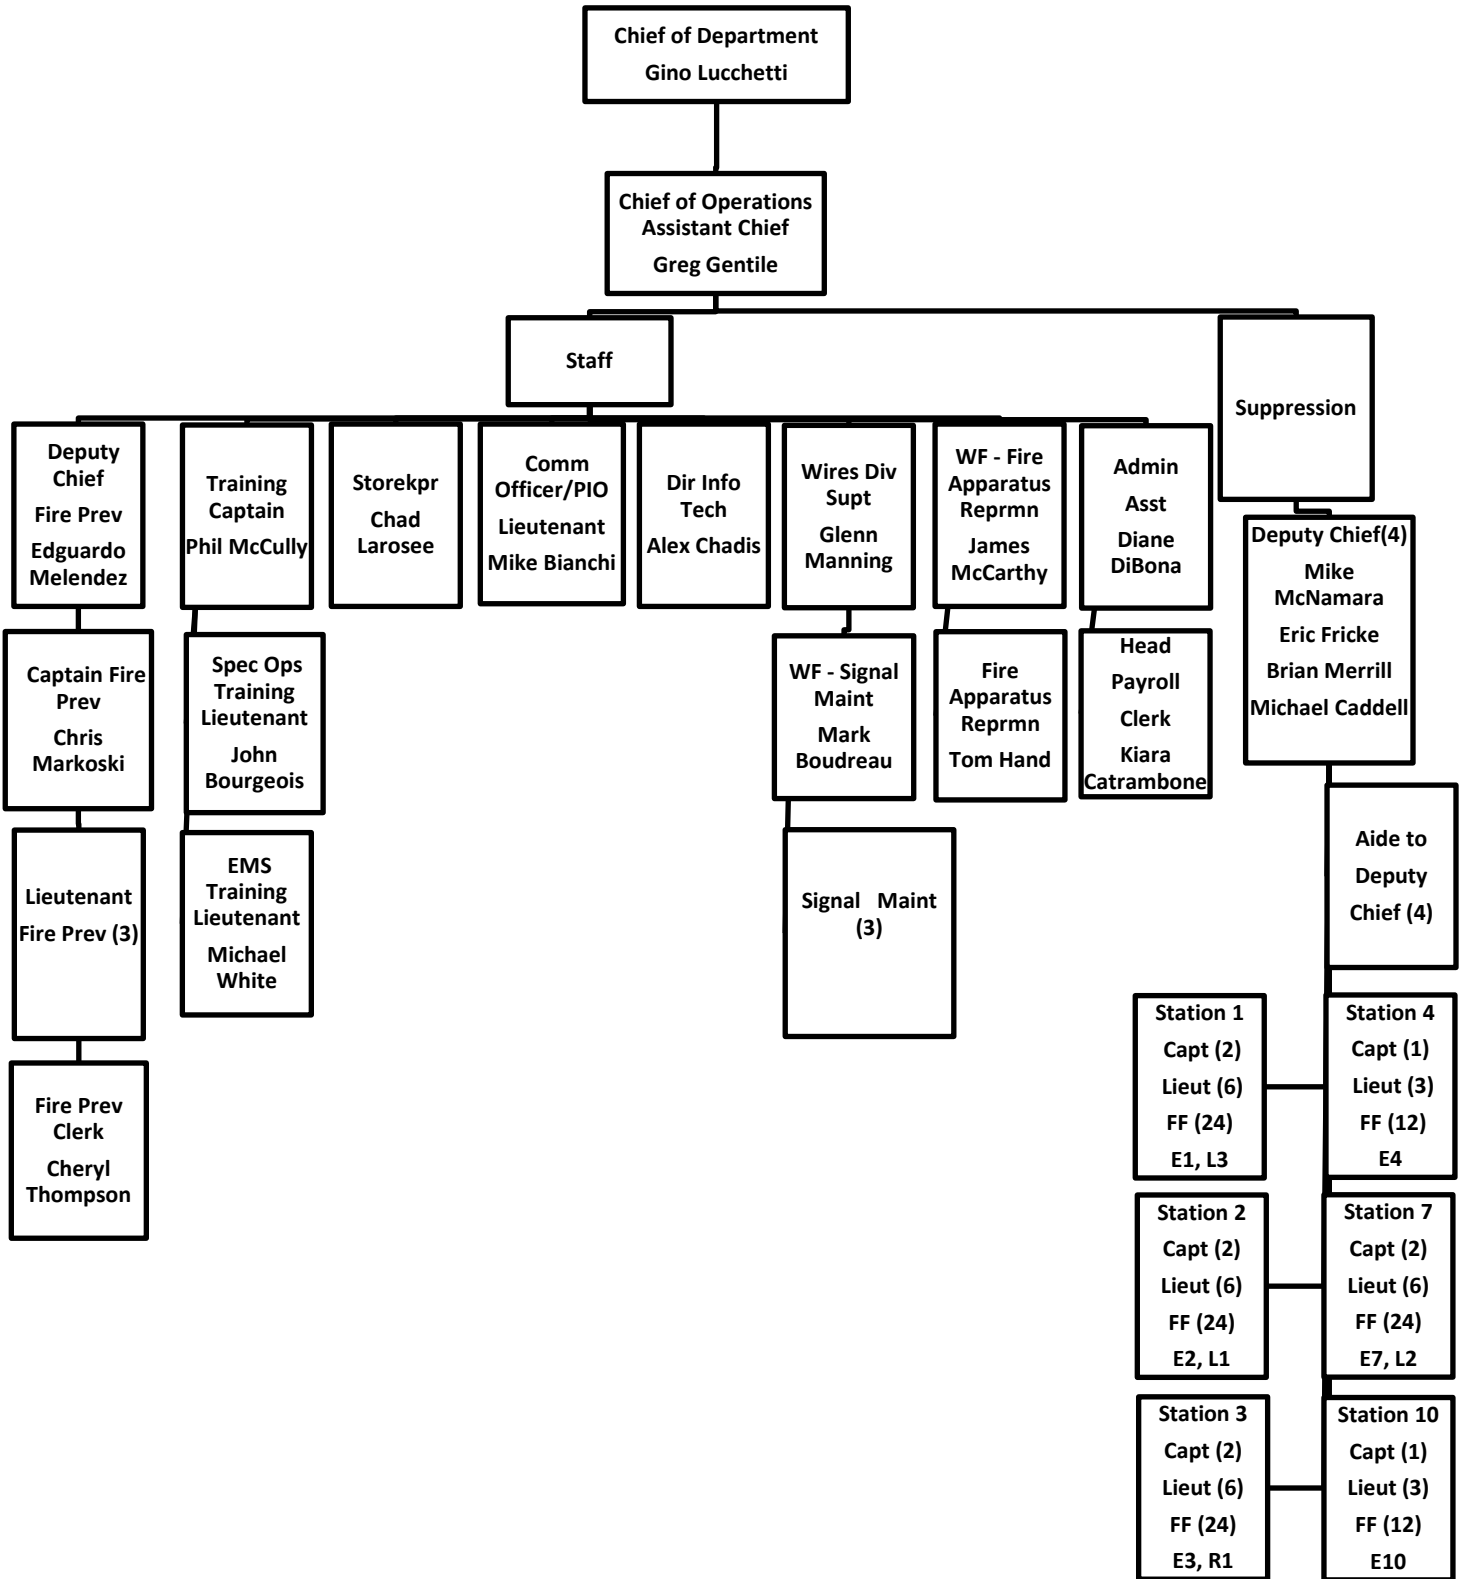 Chief of Department
Gino Lucchetti
Chief of Operations
Assistant Chief
Greg Gentile
Staff
Suppression
Deputy
Chief
Fire Prev
Edguardo
Melendez
Training
Captain
Phil McCully
Storekpr
Chad
Larosee
Comm
Officer/PIO
Lieutenant
Mike Bianchi
Dir Info
Tech
Alex Chadis
Wires Div
Supt
Glenn
Manning
WF - Fire
Apparatus
Reprmn
James
McCarthy
Admin
Asst
Diane
DiBona
Deputy Chief(4)
Mike
McNamara
Eric Fricke
Brian Merrill
Michael Caddell
Captain Fire
Prev
Chris
Markoski
Spec Ops
Training
Lieutenant
John
Bourgeois
WF - Signal
Maint
Mark
Boudreau
Fire
Apparatus
Reprmn
Tom Hand
Head
Payroll
Clerk
Kiara
Catrambone
Lieutenant
Fire Prev (3)
EMS
Training
Lieutenant
Michael
White
Signal Maint
(3)
Aide to
Deputy
Chief (4)
Fire Prev
Clerk
Cheryl
Thompson
Station 1
Capt (2)
Lieut (6)
FF (24)
E1, L3
Station 4
Capt (1)
Lieut (3)
FF (12)
E4
Station 2
Capt (2)
Lieut (6)
FF (24)
E2, L1
Station 7
Capt (2)
Lieut (6)
FF (24)
E7, L2
Station 3
Capt (2)
Lieut (6)
FF (24)
E3, R1
Station 10
Capt (1)
Lieut (3)
FF (12)
E10